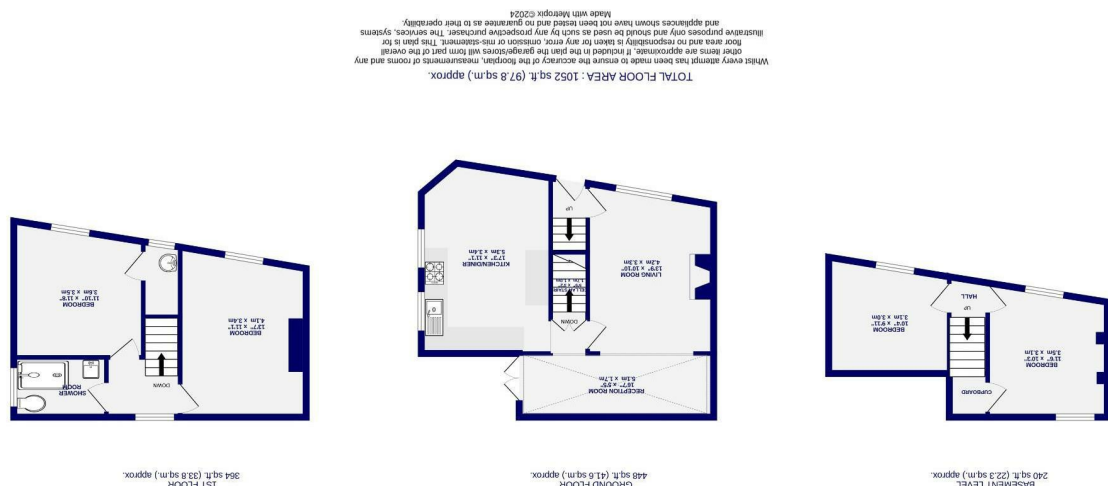 BASEMENT LEVEL
240 sq.ft. (22.3 sq.m.) approx.
GROUND FLOOR
448 sq.ft. (41.6 sq.m.) approx.
1ST FLOOR
364 sq.ft. (33.8 sq.m.) approx.
CUPBOARD
BEDROOM
11'6" x 10'3"
3.5m x 3.1m
UP
HALL
BEDROOM
10'4" x 9'11"
3.1m x 3.0m
RECEPTION ROOM
16'7" x 5'5"
5.1m x 1.7m
LIVING ROOM
13'9" x 10'10"
4.2m x 3.3m
DOWN
UP
KITCHEN/DINER
17'3" x 11'1"
5.3m x 3.4m
BEDROOM
13'7" x 11'1"
4.1m x 3.4m
DOWN
SHOWER
ROOM
BEDROOM
11'10" x 11'8"
3.6m x 3.5m
TOTAL FLOOR AREA : 1052 sq.ft. (97.8 sq.m.) approx.
Whilst every attempt has been made to ensure the accuracy of the floorplan, measurements of rooms and any
other items are approximate. If included in the plan the garage/stores will form part of the overall
floor area and no responsibility is taken for any error, omission or mis-statement. This plan is for
illustrative purposes only and should be used as such by any prospective purchaser. The services, systems
and appliances shown have not been tested and no guarantee as to their operability.
Made with Metropix ©2024